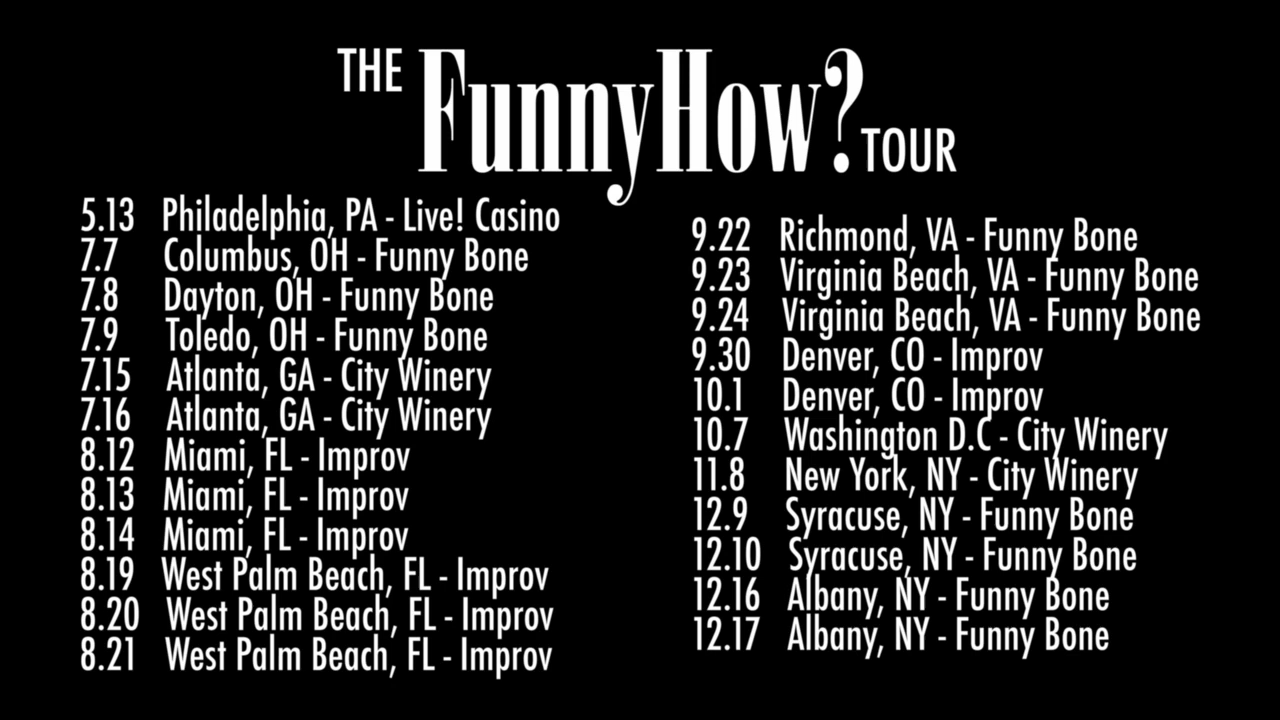 THE FunnyHow? TOUR
5.13 Philadelphia, PA - Live! Casino
7.7 Columbus, OH - Funny Bone
7.8 Dayton, OH - Funny Bone
7.9 Toledo, OH - Funny Bone
7.15 Atlanta, GA - City Winery
7.16 Atlanta, GA - City Winery
8.12 Miami, FL - Improv
8.13 Miami, FL - Improv
8.14 Miami, FL - Improv
8.19 West Palm Beach, FL - Improv
8.20 West Palm Beach, FL - Improv
8.21 West Palm Beach, FL - Improv
9.22 Richmond, VA - Funny Bone
9.23 Virginia Beach, VA - Funny Bone
9.24 Virginia Beach, VA - Funny Bone
9.30 Denver, CO - Improv
10.1 Denver, CO - Improv
10.7 Washington D.C - City Winery
11.8 New York, NY - City Winery
12.9 Syracuse, NY - Funny Bone
12.10 Syracuse, NY - Funny Bone
12.16 Albany, NY - Funny Bone
12.17 Albany, NY - Funny Bone